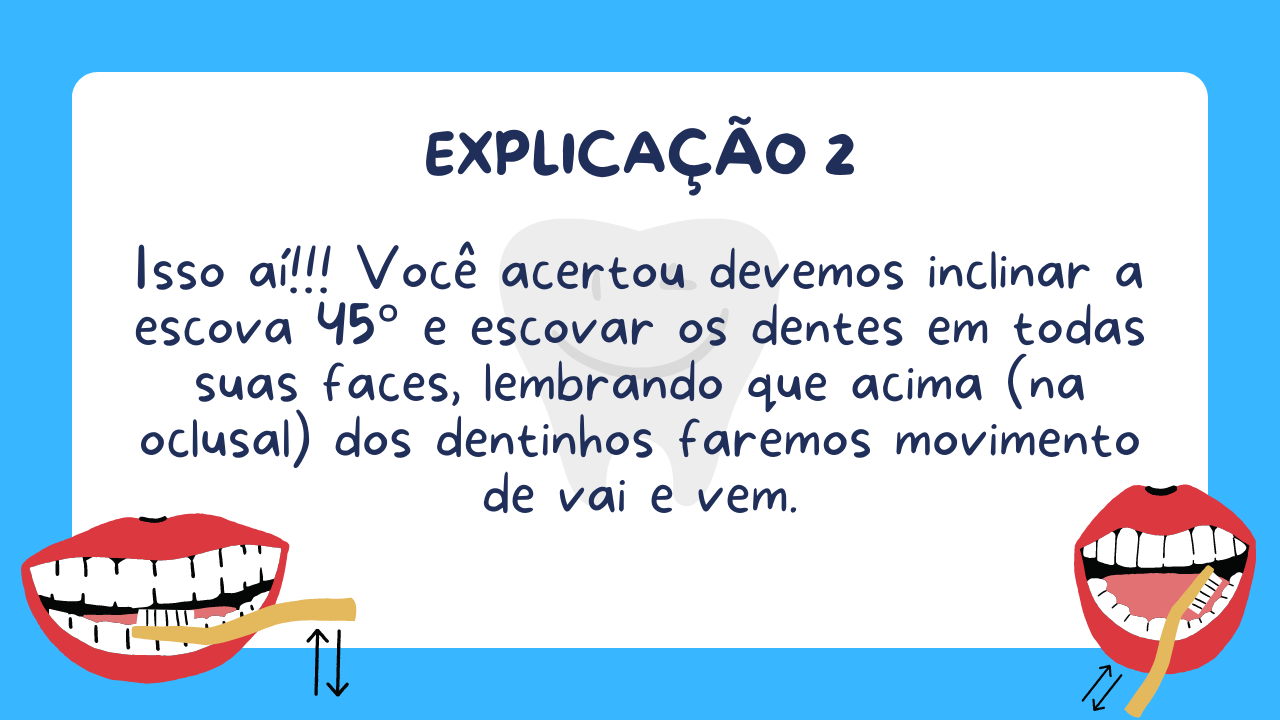 EXPLICAÇÃO 2
Isso aí!!! Você acertou devemos inclinar a
escova 45° e escovar os dentes em todas
suas faces, lembrando que acima (na
oclusal) dos dentinhos faremos movimento
de vai e vem.